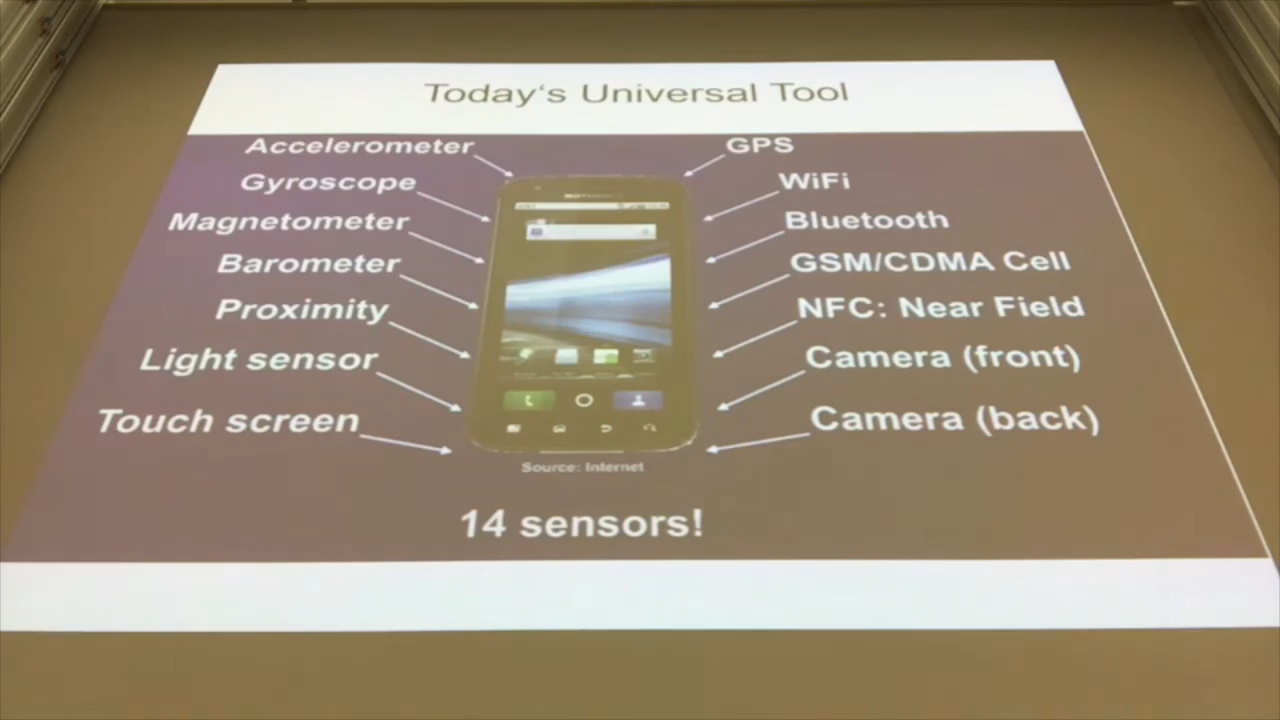 Today's Universal Tool
Accelerometer
Gyroscope
Magnetometer
Barometer
Proximity
Light sensor
Touch screen
GPS
WiFi
Bluetooth
GSM/CDMA Cell
NFC: Near Field
Camera (front)
Camera (back)
Source: Internet
14 sensors!